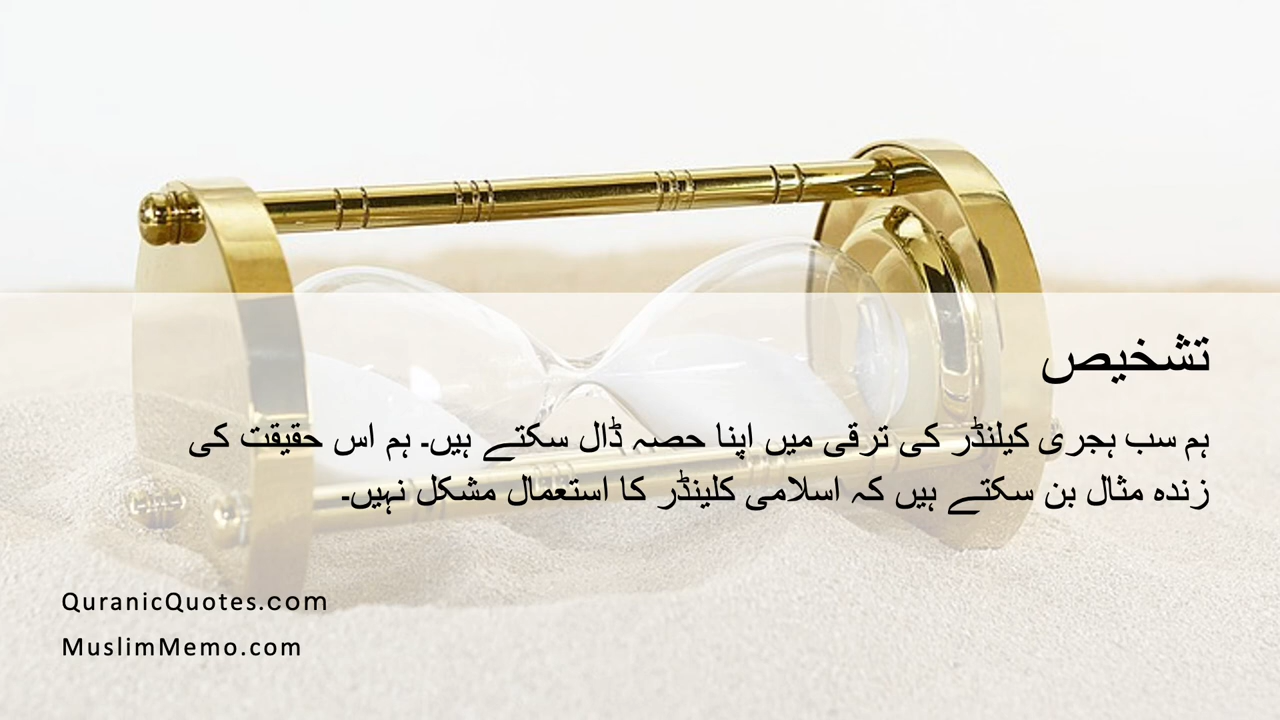 تشخیص
ہم سب ہجری کیلنڈر کی ترقی میں اپنا حصہ ڈال سکتے ہیں۔ ہم اس حقیقت کی
زندہ مثال بن سکتے ہیں کہ اسلامی کلینڈر کا استعمال مشکل نہیں۔
QuranicQuotes.com
MuslimMemo.com